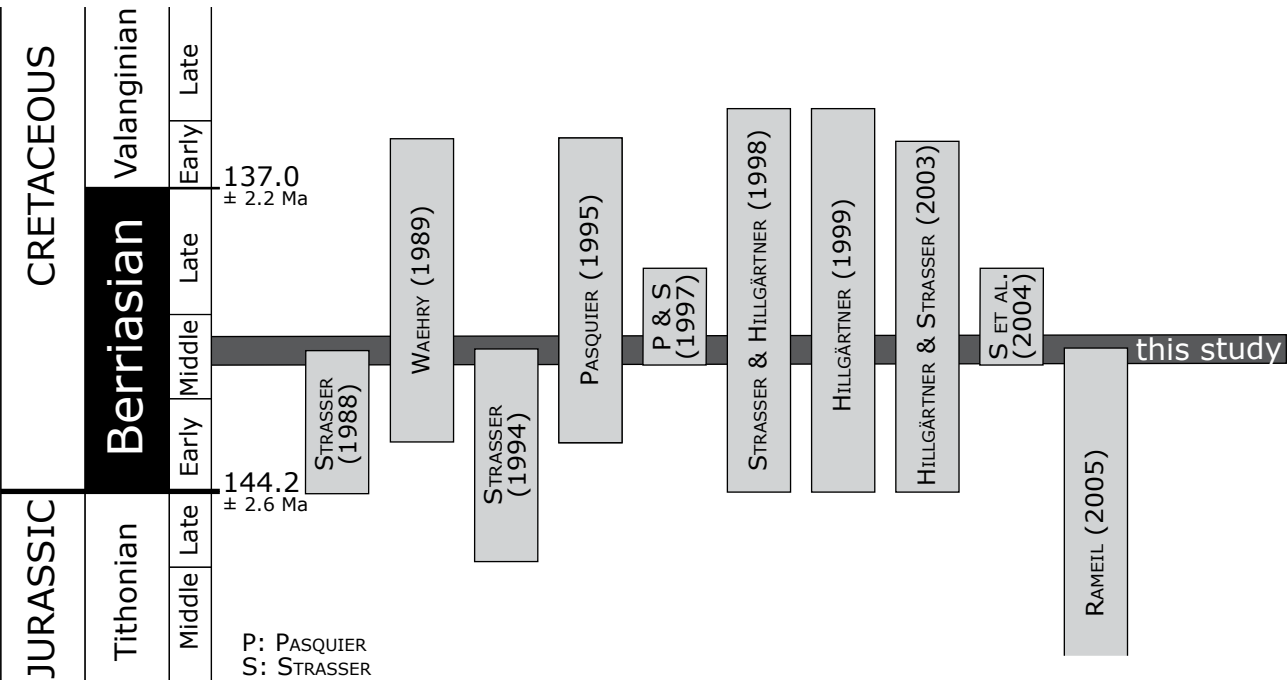 CRETACEOUS
JURASSIC
Valanginian
Berriasian
Tithonian
Late
Early
Late
Middle
Early
Late
Middle
137.0
± 2.2 Ma
144.2
± 2.6 Ma
STRASSER
(1988)
WAEHRY (1989)
STRASSER
(1994)
PASQUIER (1995)
P & S
(1997)
STRASSER & HILLGÄRTNER (1998)
HILLGÄRTNER (1999)
HILLGÄRTNER & STRASSER (2003)
S ET AL.
(2004)
RAMEIL (2005)
this study
P: PASQUIER
S: STRASSER